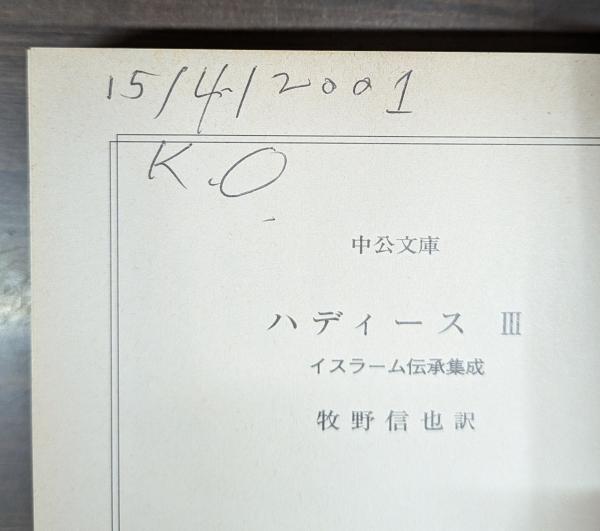 15/4/2001
K.O
中公文庫
ハディース III
イスラーム伝承集成
牧野信也訳